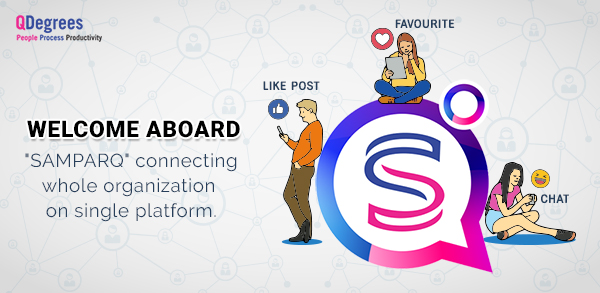 QDegrees
People Process Productivity
FAVOURITE
LIKE POST
WELCOME ABOARD
"SAMPARQ" connecting
whole organization
on single platform.
S
CHAT